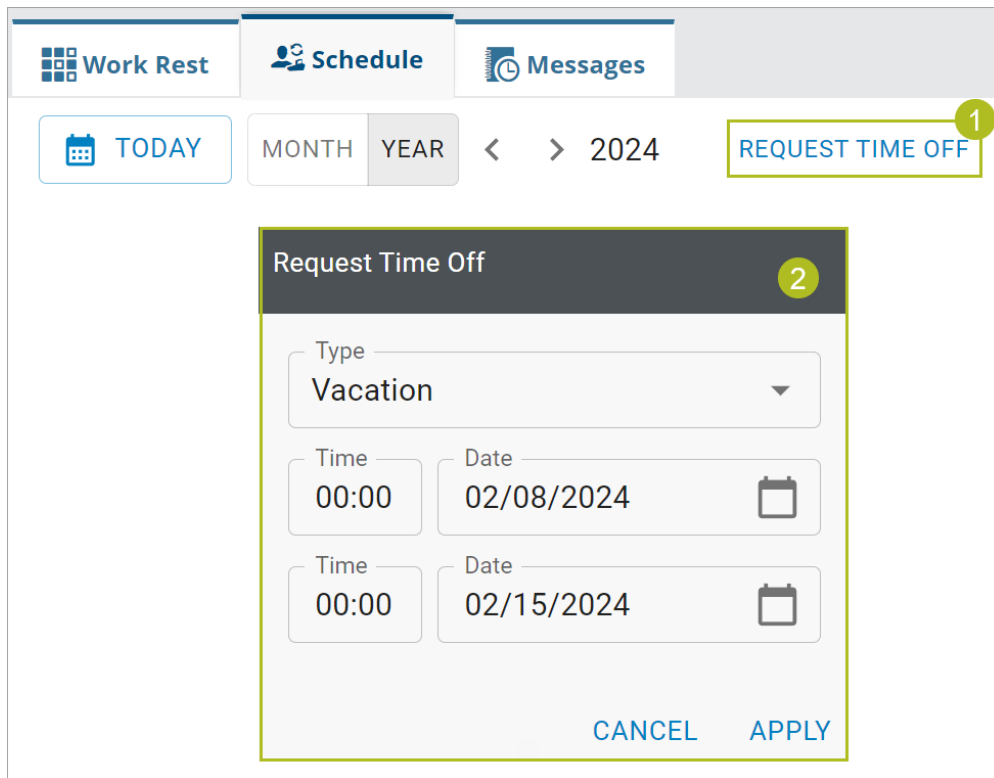 Work Rest
Schedule
Messages
TODAY
MONTH YEAR
2024
REQUEST TIME OFF
1
Request Time Off
2
Type
Vacation
Time
00:00
Date
02/08/2024
Time
00:00
Date
02/15/2024
CANCEL
APPLY